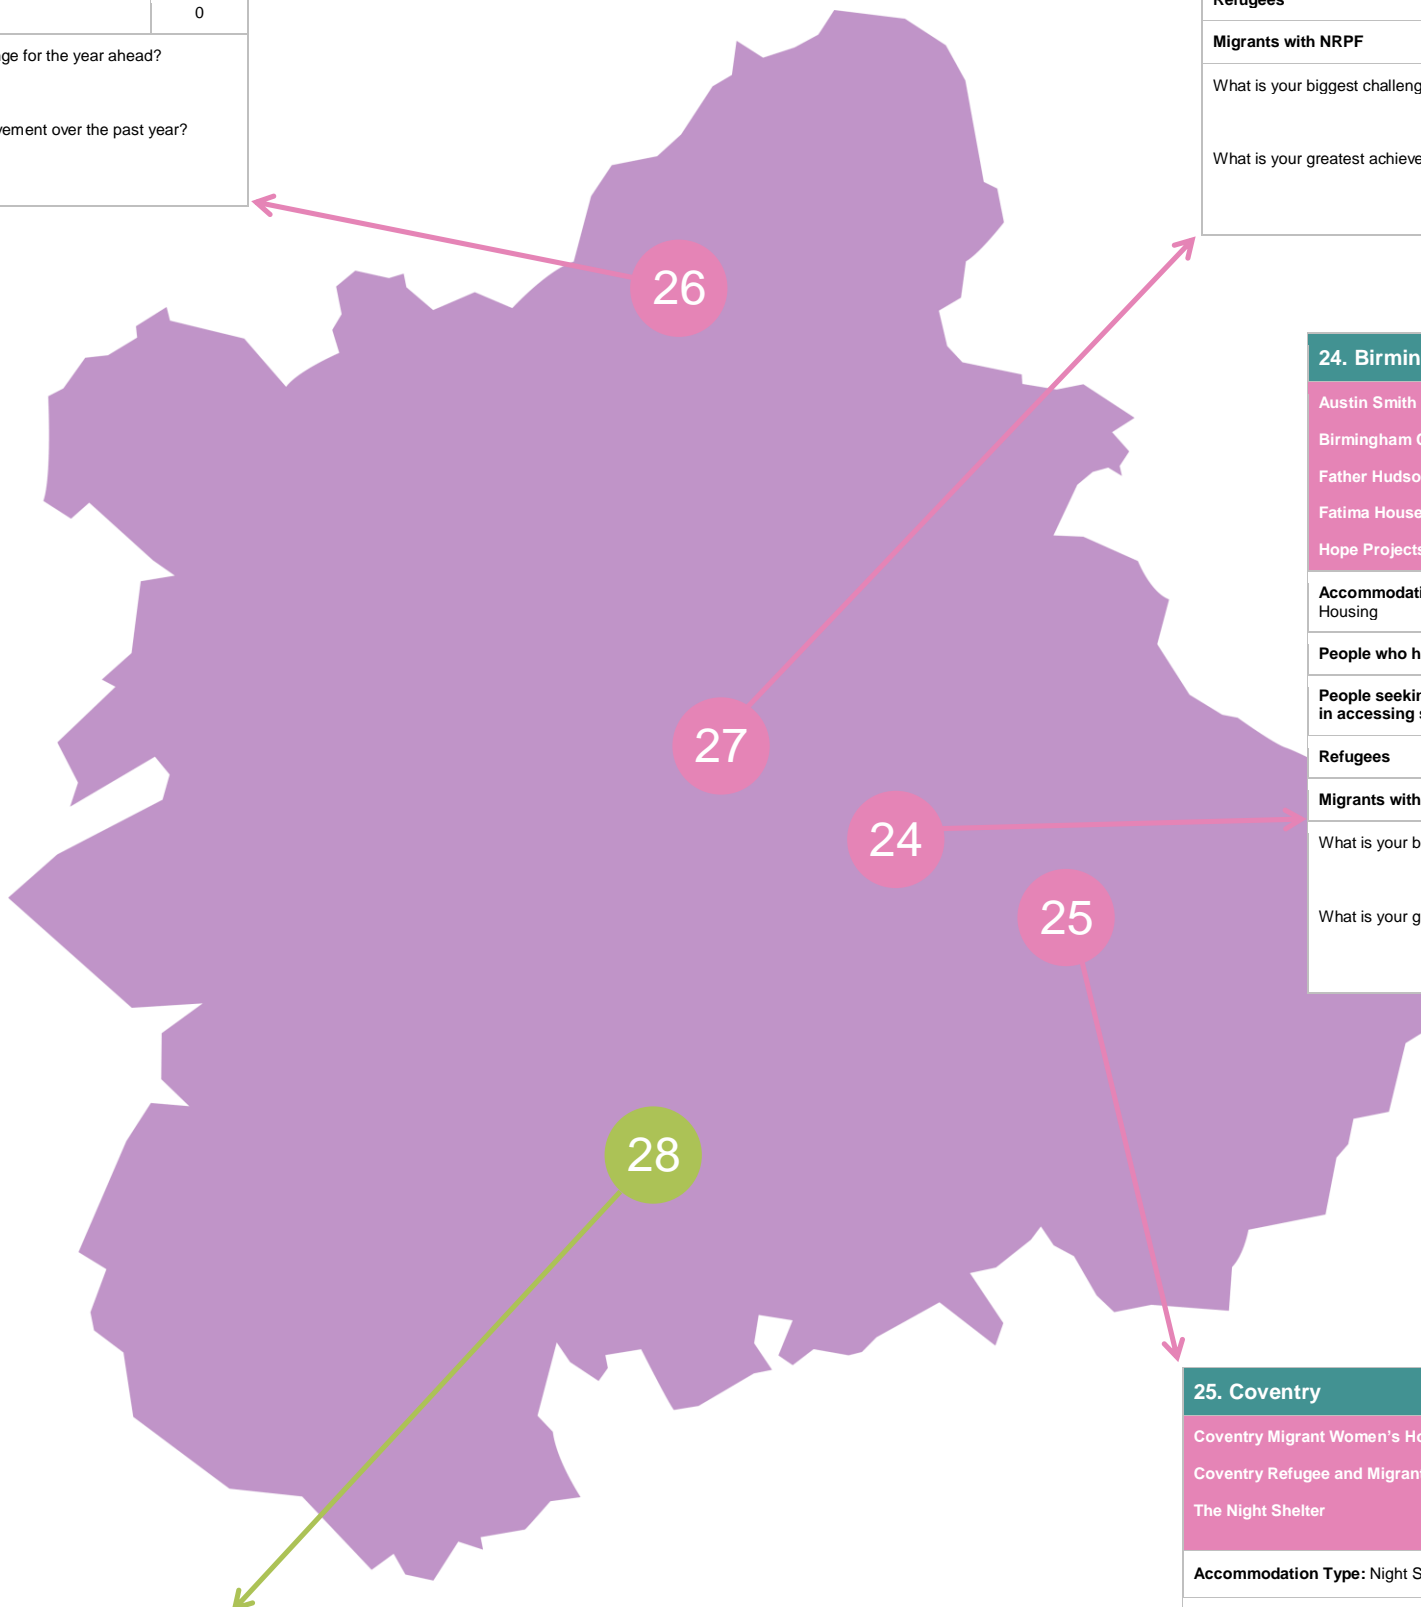 0
ge for the year ahead?
vement over the past year?
Refugees
Migrants with NRPF
What is your biggest challeng
What is your greatest achieve
26
27
24
25
28
24. Birmin
Austin Smith
Birmingham C
Father Hudso
Fatima House
Hope Projects
Accommodati
Housing
People who h
People seekin
in accessing s
Refugees
Migrants with
What is your b
What is your g
25. Coventry
Coventry Migrant Women's Ho
Coventry Refugee and Migrant
The Night Shelter
Accommodation Type: Night S